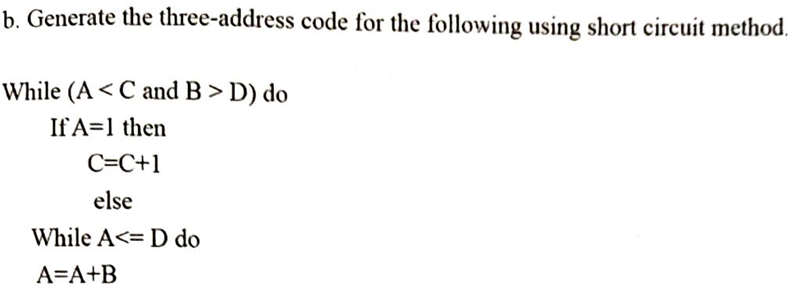 b. Generate the three-address code for the following using short circuit method.
While (A < C and B > D) do
If A=1 then
C=C+1
else
While A<= D do
A=A+B